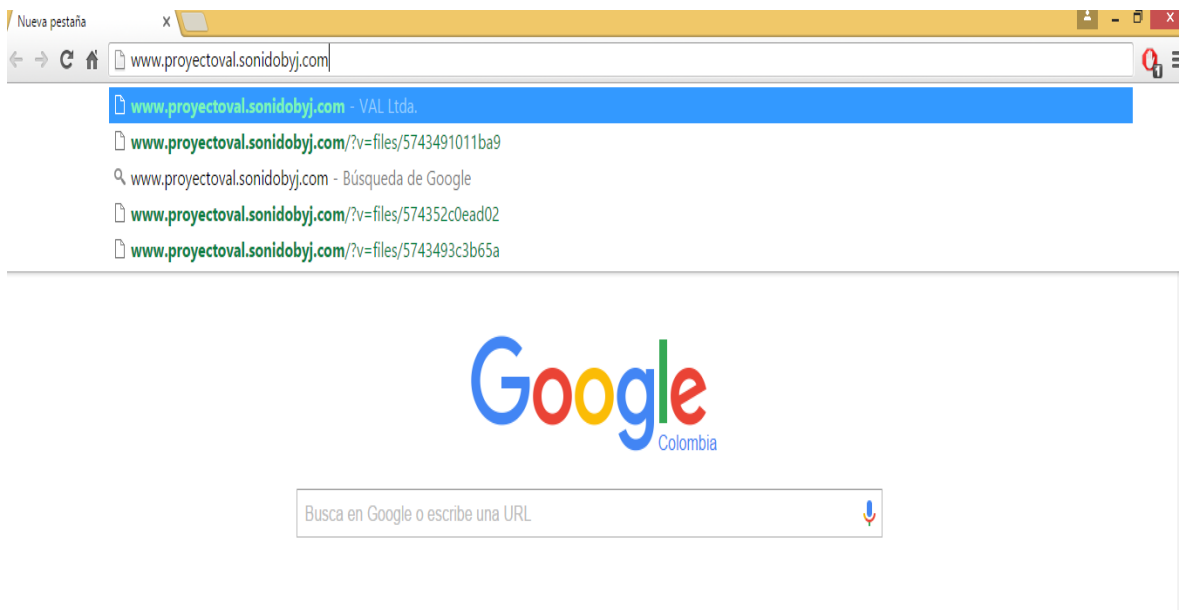 Nueva pestaña
www.proyectoval.sonidobyj.com
1
www.proyectoval.sonidobyj.com - VAL Ltda.
www.proyectoval.sonidobyj.com/?v=files/5743491011ba9
www.proyectoval.sonidobyj.com - Búsqueda de Google
www.proyectoval.sonidobyj.com/?v=files/574352c0ead02
www.proyectoval.sonidobyj.com/?v=files/5743493c3b65a
Google
Colombia
Busca en Google o escribe una URL